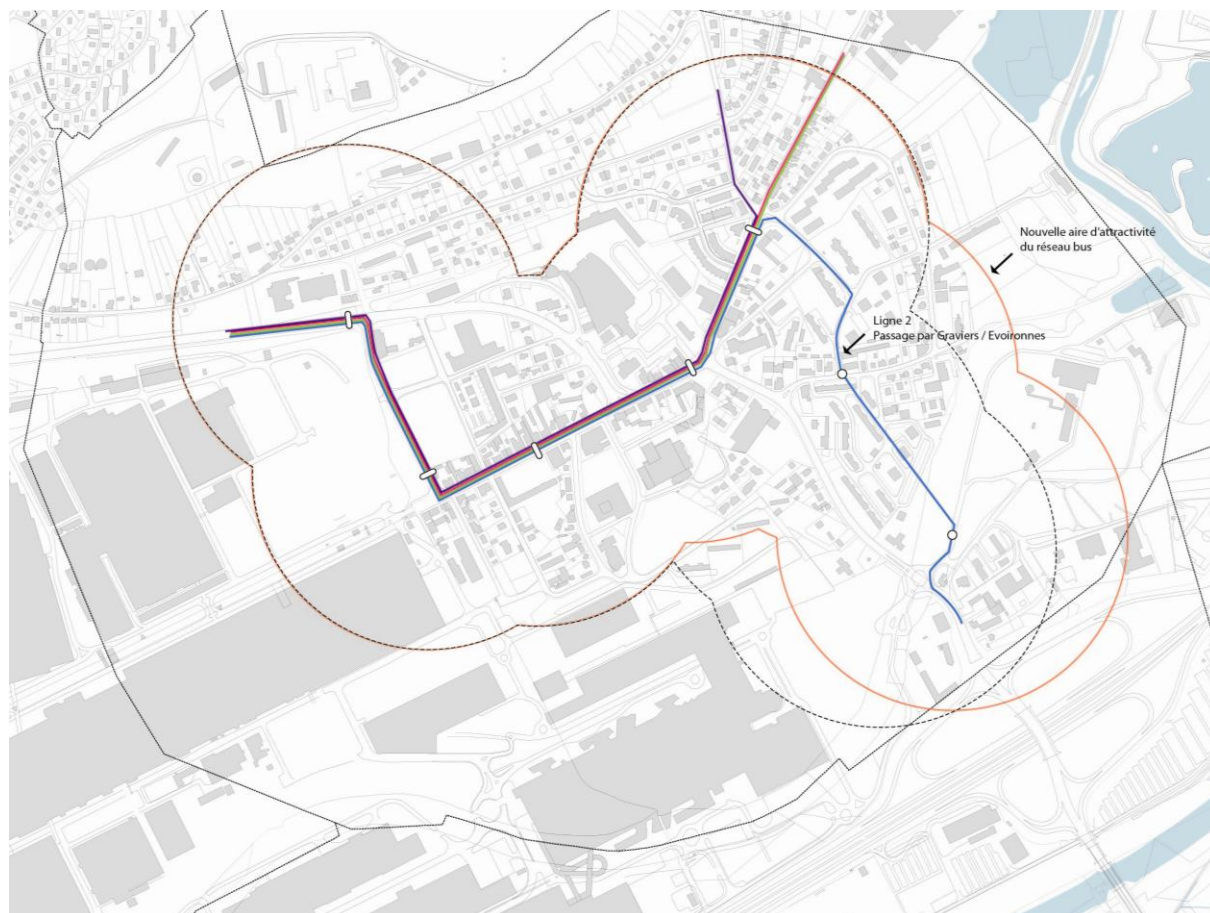 Nouvelle aire d'attractivité
du réseau bus
Ligne 2
Passage par Graviers / Evoironnes